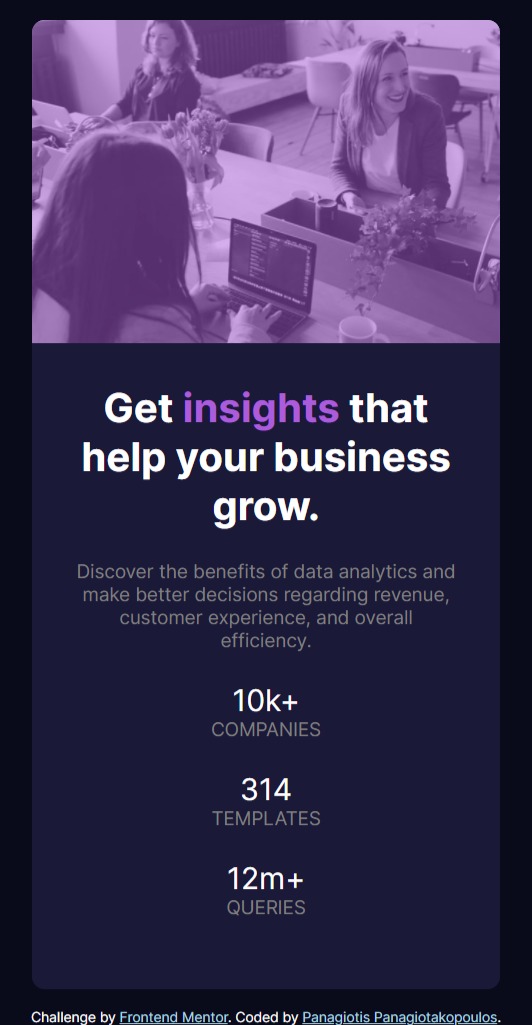 Get insights that
help your business
grow.
Discover the benefits of data analytics and
make better decisions regarding revenue,
customer experience, and overall
efficiency.
10k+
COMPANIES
314
TEMPLATES
12m+
QUERIES
Challenge by Frontend Mentor. Coded by Panagiotis Panagiotakopoulos.